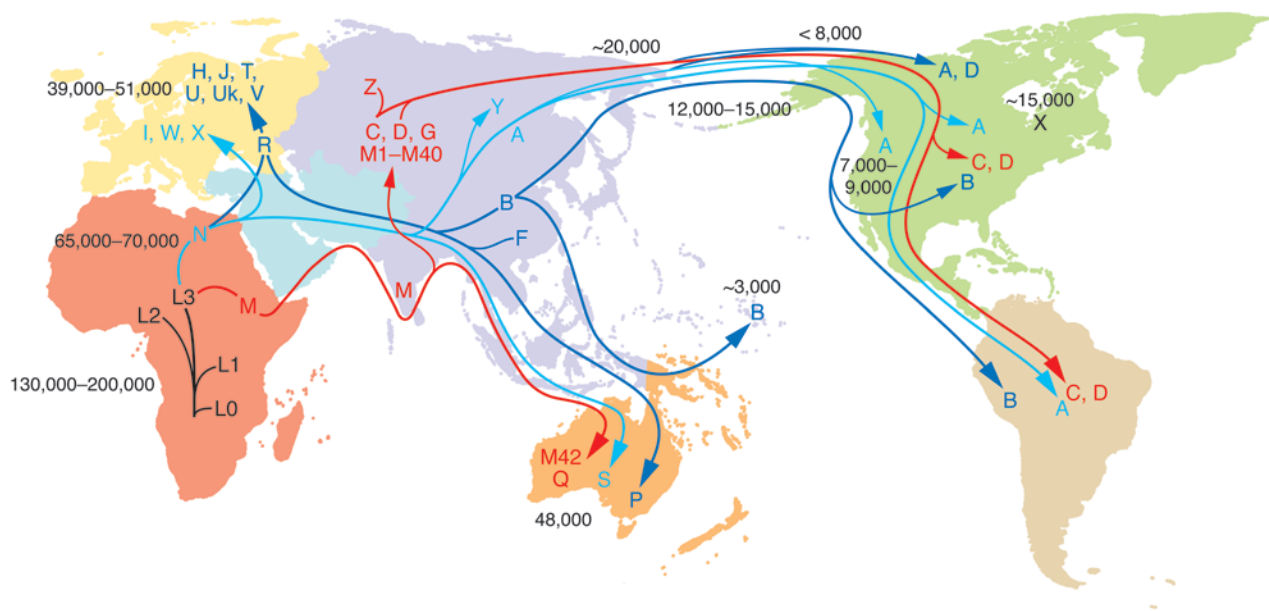 ~20,000
< 8,000
39,000–51,000
H, J, T,
U, Uk, V
I, W, X
R
Z
C, D, G
M1–M40
Y
A
12,000–15,000
A, D
~15,000
X
A
A
C, D
7,000–
9,000
B
B
F
N
65,000–70,000
L3
M
M
L2
L1
L0
130,000–200,000
~3,000
B
B
C, D
A
M42
Q
S
P
48,000